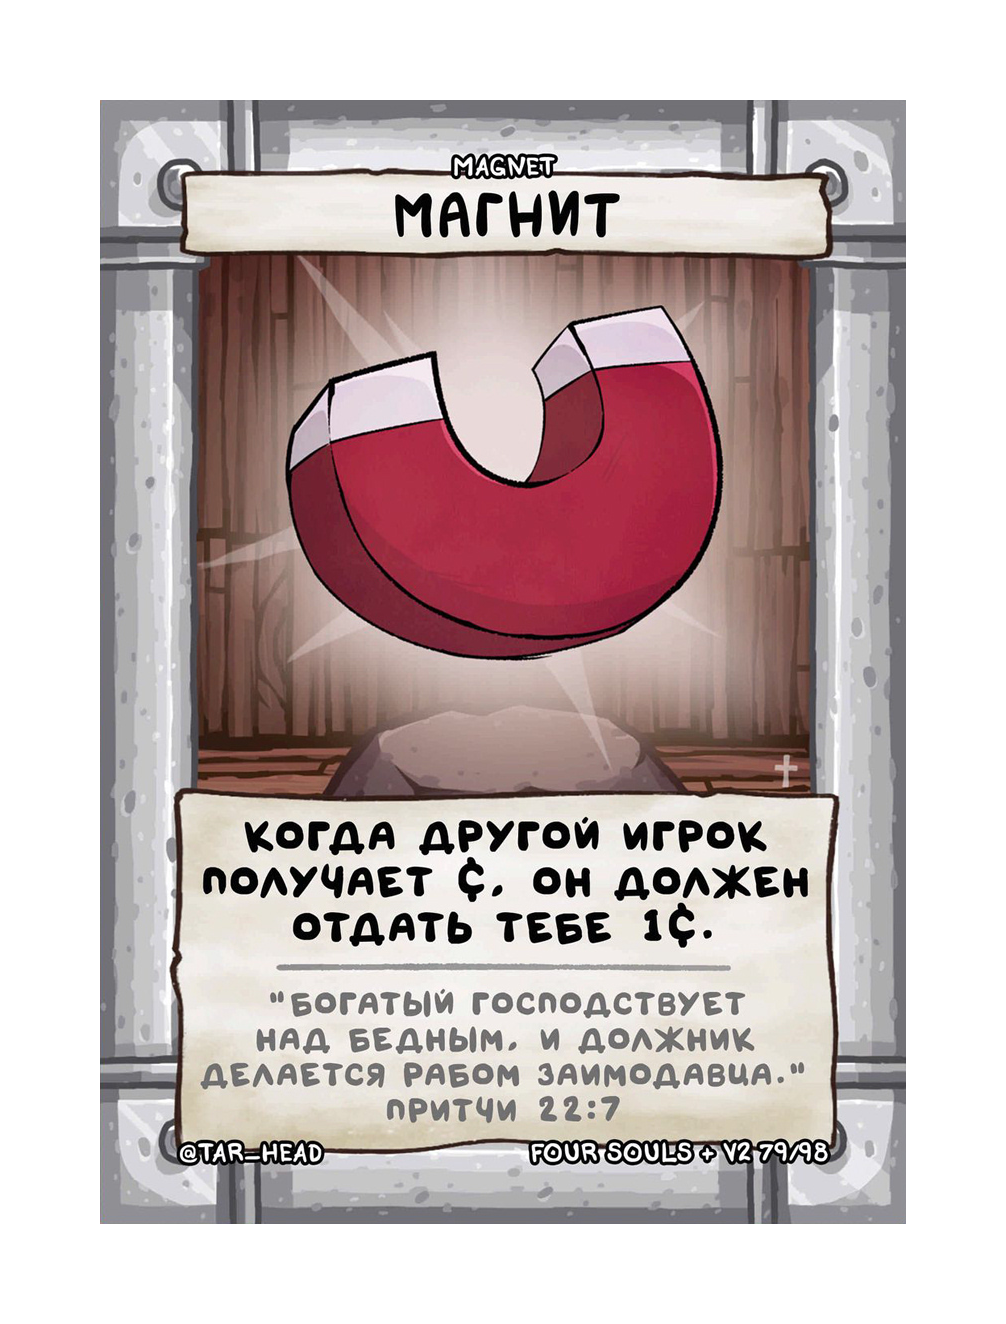 MAGNET
МАГНИТ
КОГДА ДРУГОЙ ИГРОК
ПОЛУЧАЕТ ₵, ОН ДОЛЖЕН
ОТДАТЬ ТЕБЕ 1₵.
"БОГАТЫЙ ГОСПОДСТВУЕТ
НАД БЕДНЫМ, И ДОЛЖНИК
ДЕЛАЕТСЯ РАБОМ ЗАИМОДАВЦА."
ПРИТЧИ 22:7
@TAR_HEAD
FOUR SOULS + V2 79/98